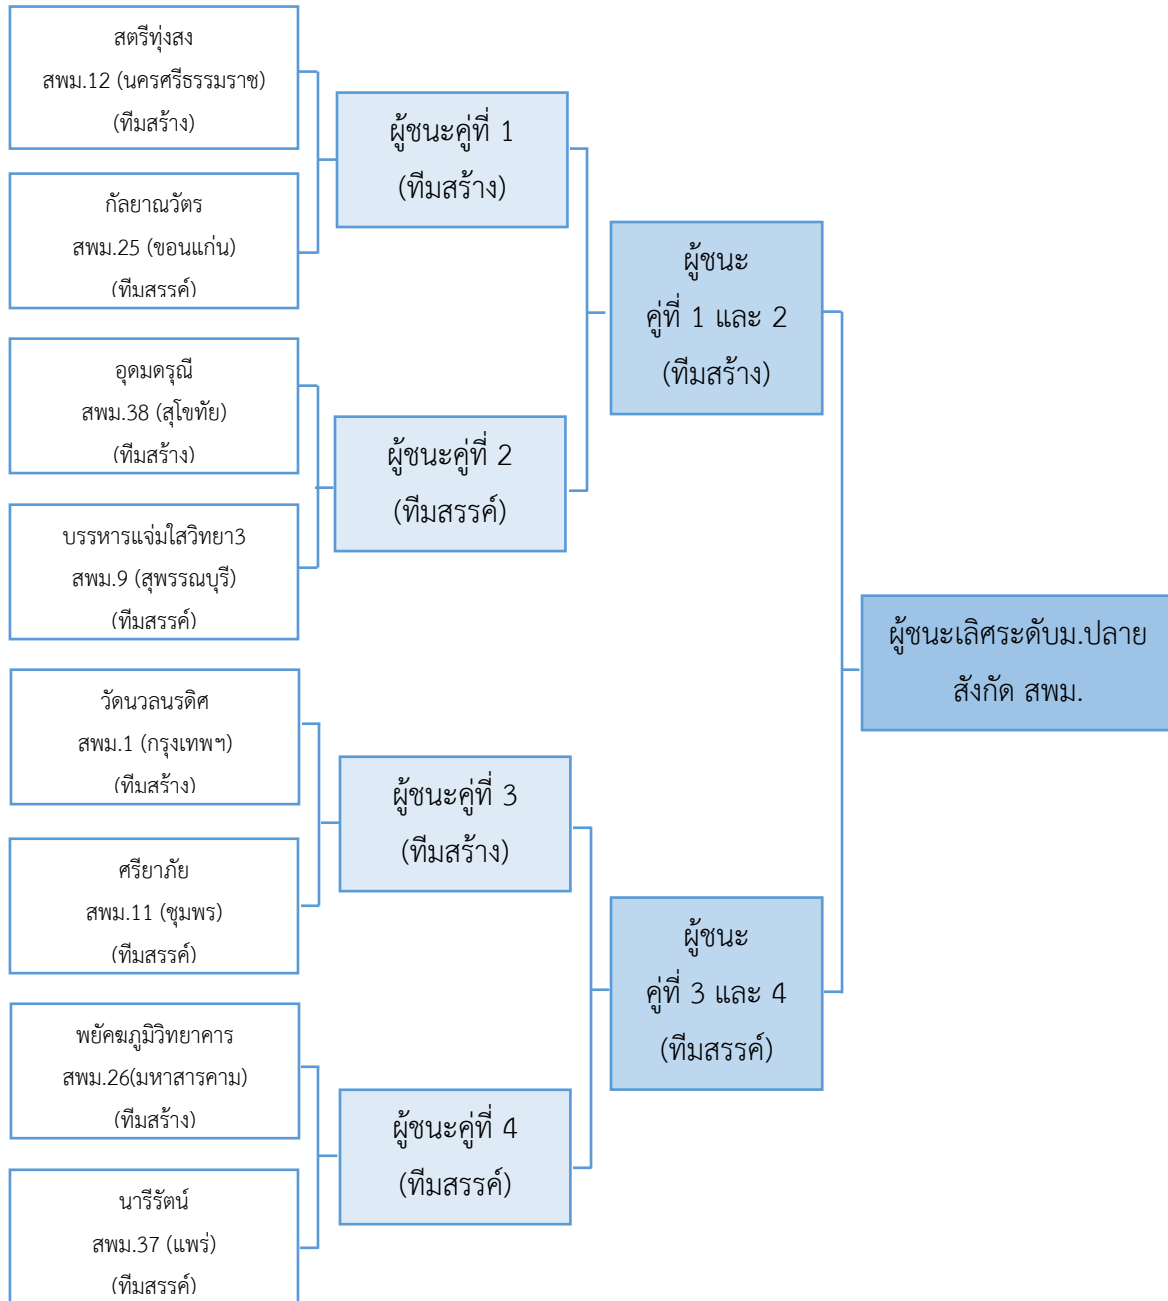 สตรีทุ่งสง
สพม.12 (นครศรีธรรมราช)
(ทีมสร้าง)
กัลยาณวัตร
สพม.25 (ขอนแก่น)
(ทีมสรรค์)
อุดมดรุณี
สพม.38 (สุโขทัย)
(ทีมสร้าง)
บรรหารแจ่มใสวิทยา3
สพม.9 (สุพรรณบุรี)
(ทีมสรรค์)
วัดนวลนรดิศ
สพม.1 (กรุงเทพฯ)
(ทีมสร้าง)
ศรียาภัย
สพม.11 (ชุมพร)
(ทีมสรรค์)
พยัคฆภูมิวิทยาคาร
สพม.26(มหาสารคาม)
(ทีมสร้าง)
นารีรัตน์
สพม.37 (แพร่)
(ทีมสรรค์)
ผู้ชนะคู่ที่ 1
(ทีมสร้าง)
ผู้ชนะคู่ที่ 2
(ทีมสรรค์)
ผู้ชนะคู่ที่ 3
(ทีมสร้าง)
ผู้ชนะคู่ที่ 4
(ทีมสรรค์)
ผู้ชนะ
คู่ที่ 1 และ 2
(ทีมสร้าง)
ผู้ชนะ
คู่ที่ 3 และ 4
(ทีมสรรค์)
ผู้ชนะเลิศระดับม.ปลาย
สังกัด สพม.